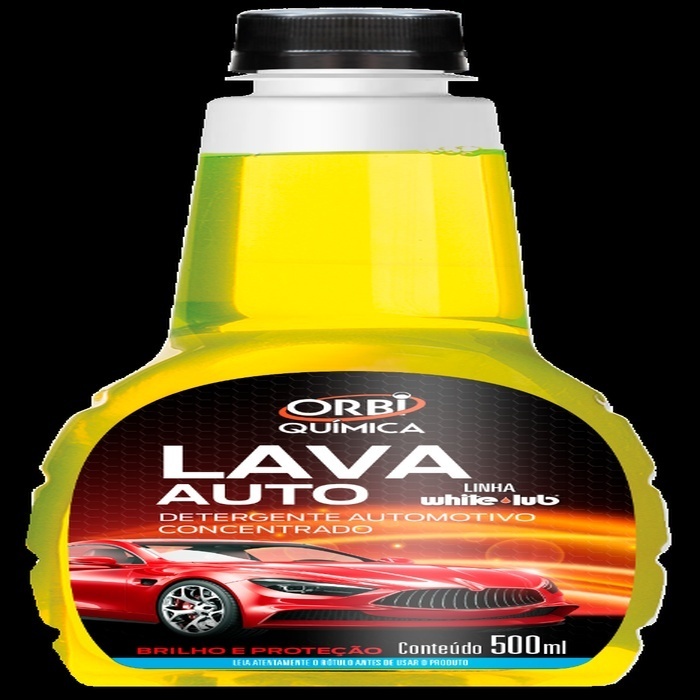 ORBI
QUÍMICA
LAVA
AUTO
LINHA
white lub
DETERGENTE AUTOMOTIVO
CONCENTRADO
BRILHO E PROTEÇÃO
Conteúdo 500ml
LEIA ATENTAMENTE O RÓTULO ANTES DE USAR O PRODUTO